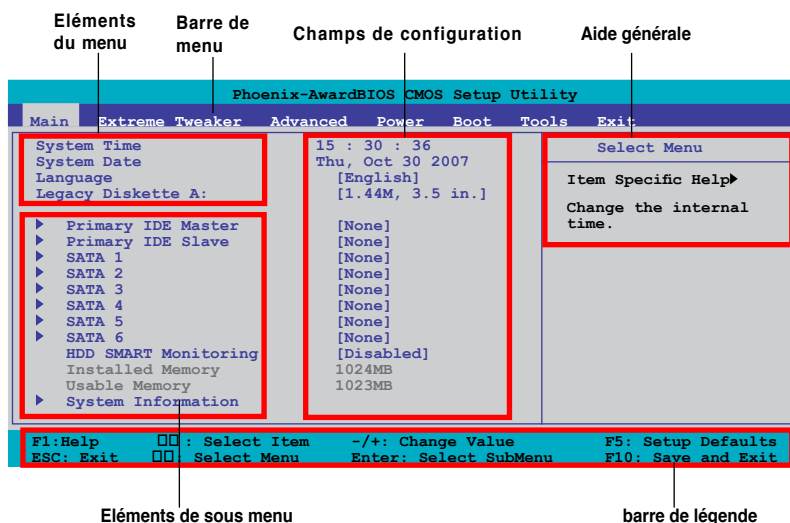 Eléments du menu
Barre de menu
Champs de configuration
Aide générale
Phoenix-AwardBIOS CMOS Setup Utility
Main Extreme Tweaker Advanced Power Boot Tools Exit
System Time 15 : 30 : 36
System Date Thu, Oct 30 2007
Language [English]
Legacy Diskette A: [1.44M, 3.5 in.]
Primary IDE Master [None]
Primary IDE Slave [None]
SATA 1 [None]
SATA 2 [None]
SATA 3 [None]
SATA 4 [None]
SATA 5 [None]
SATA 6 [None]
HDD SMART Monitoring [Disabled]
Installed Memory 1024MB
Usable Memory 1023MB
System Information
Select Menu
Item Specific Help
Change the internal
time.
F1:Help : Select Item -/+: Change Value F5: Setup Defaults
ESC: Exit : Select Menu Enter: Select SubMenu F10: Save and Exit
Eléments de sous menu
barre de légende